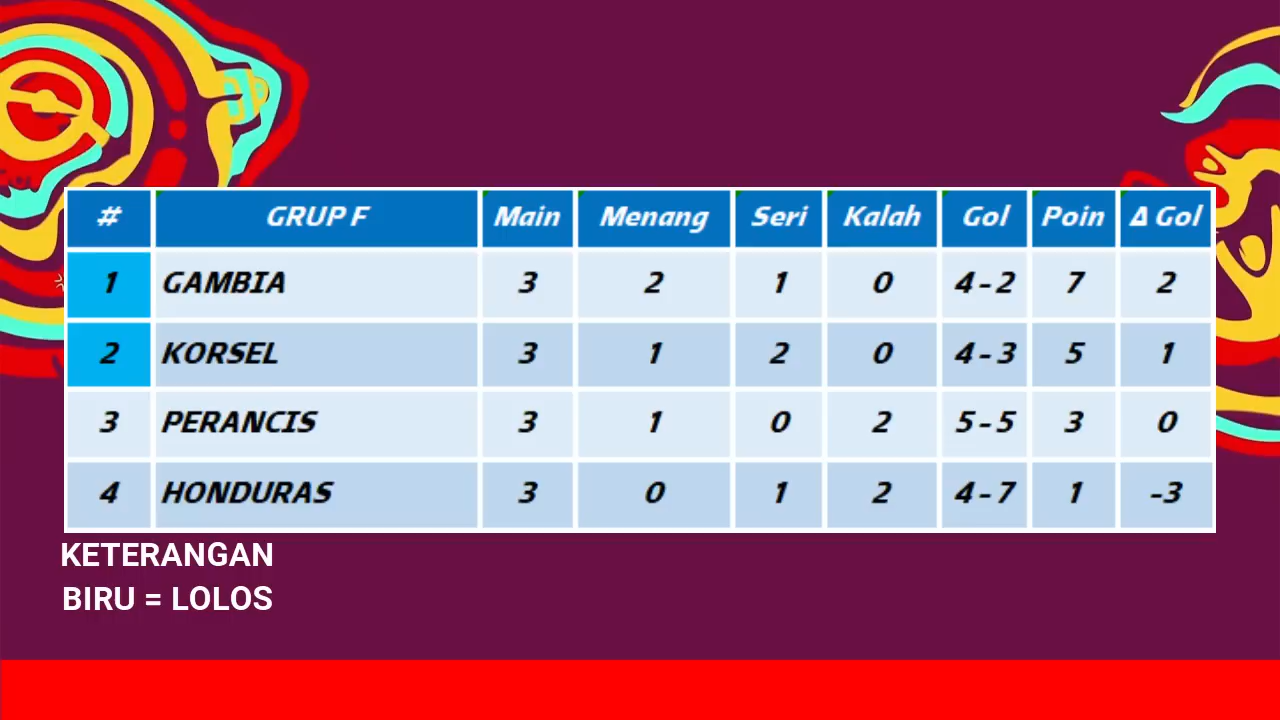 # GRUP F Main Menang Seri Kalah Gol Poin Δ Gol
1 GAMBIA 3 2 1 0 4-2 7 2
2 KORSEL 3 1 2 0 4-3 5 1
3 PERANCIS 3 1 0 2 5-5 3 0
4 HONDURAS 3 0 1 2 4-7 1 -3
KETERANGAN
BIRU = LOLOS